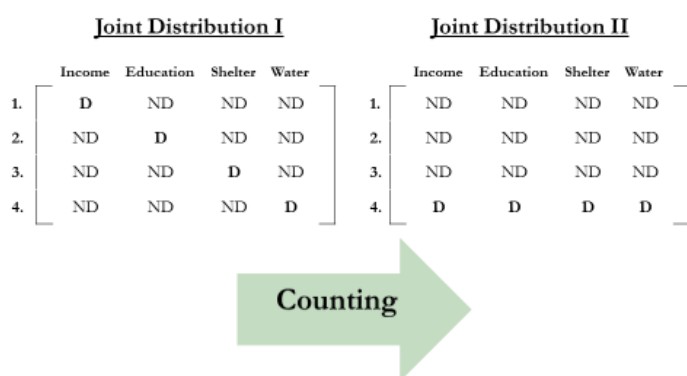 Joint Distribution I Joint Distribution II
Income Education Shelter Water Income Education Shelter Water
1. D ND ND ND 1. ND ND ND ND
2. ND D ND ND 2. ND ND ND ND
3. ND ND D ND 3. ND ND ND ND
4. ND ND ND D 4. D D D D
Counting